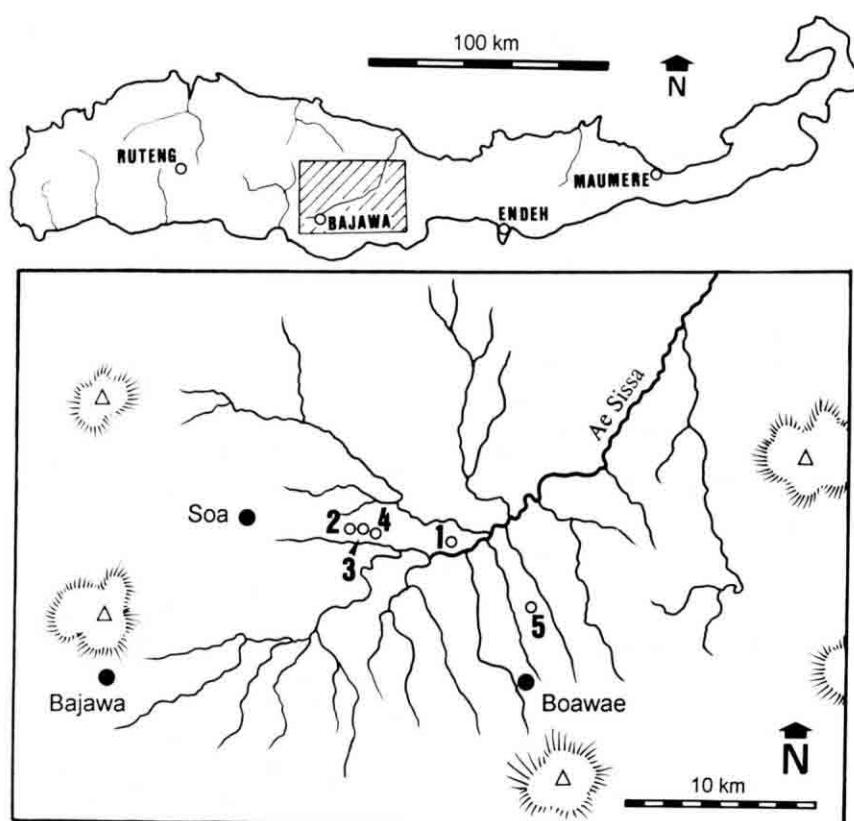 100 km
N
RUTENG
BAJAWA
ENDEH
MAUMERE
Ae Sissa
Soa
2
4
3
1
5
Bajawa
Boawae
N
10 km